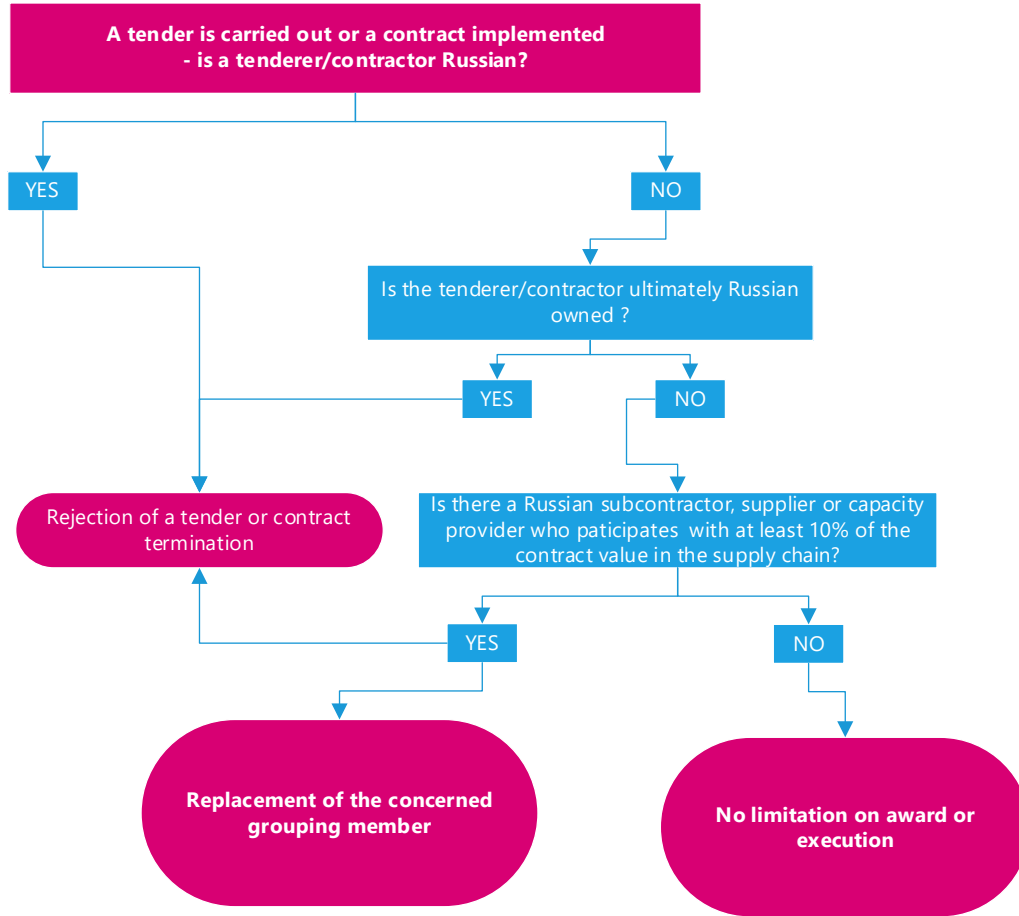 A tender is carried out or a contract implemented
- is a tenderer/contractor Russian?
YES
NO
Is the tenderer/contractor ultimately Russian
owned ?
YES
NO
Rejection of a tender or contract
termination
Is there a Russian subcontractor, supplier or capacity
provider who paticipates with at least 10% of the
contract value in the supply chain?
YES
NO
Replacement of the concerned
grouping member
No limitation on award or
execution